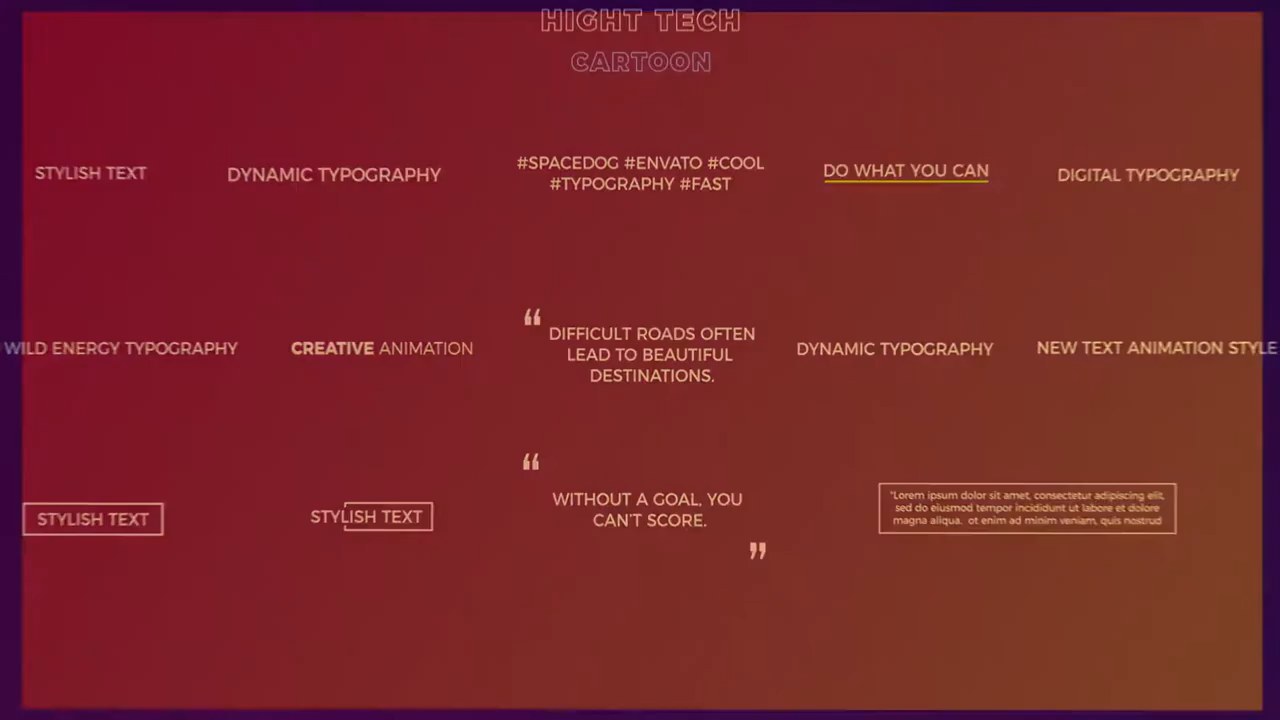 HIGHT TECH
CARTOON
STYLISH TEXT
DYNAMIC TYPOGRAPHY
#SPACEDOG #ENVATO #COOL
#TYPOGRAPHY #FAST
DO WHAT YOU CAN
DIGITAL TYPOGRAPHY
WILD ENERGY TYPOGRAPHY
CREATIVE ANIMATION
“ DIFFICULT ROADS OFTEN
LEAD TO BEAUTIFUL
DESTINATIONS.
DYNAMIC TYPOGRAPHY
NEW TEXT ANIMATION STYLE
STYLISH TEXT
STYLISH TEXT
“
WITHOUT A GOAL, YOU
CAN'T SCORE.
”
"Lorem ipsum dolor sit amet, consectetur adipiscing elit,
sed do eiusmod tempor incididunt ut labore et dolore
magna aliqua. ot enim ad minim veniam, quis nostrud